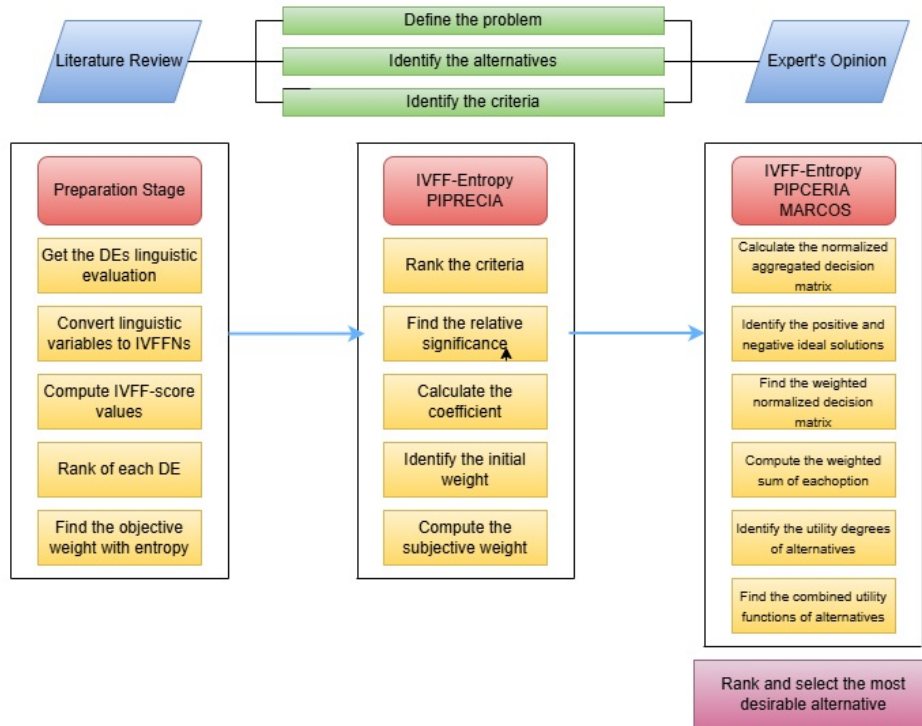 Define the problem
Literature Review
Identify the alternatives
Expert's Opinion
Identify the criteria
Preparation Stage
Get the DEs linguistic
evaluation
Convert linguistic
variables to IVFFNs
Compute IVFF-score
values
Rank of each DE
Find the objective
weight with entropy
IVFF-Entropy
PIPRECIA
Rank the criteria
Find the relative
significance
Calculate the
coefficient
Identify the initial
weight
Compute the
subjective weight
IVFF-Entropy
PIPCERIA
MARCOS
Calculate the normalized
aggregated decision
matrix
Identify the positive and
negative ideal solutions
Find the weighted
normalized decision
matrix
Compute the weighted
sum of eachoption
Identify the utility degrees
of alternatives
Find the combined utility
functions of alternatives
Rank and select the most
desirable alternative